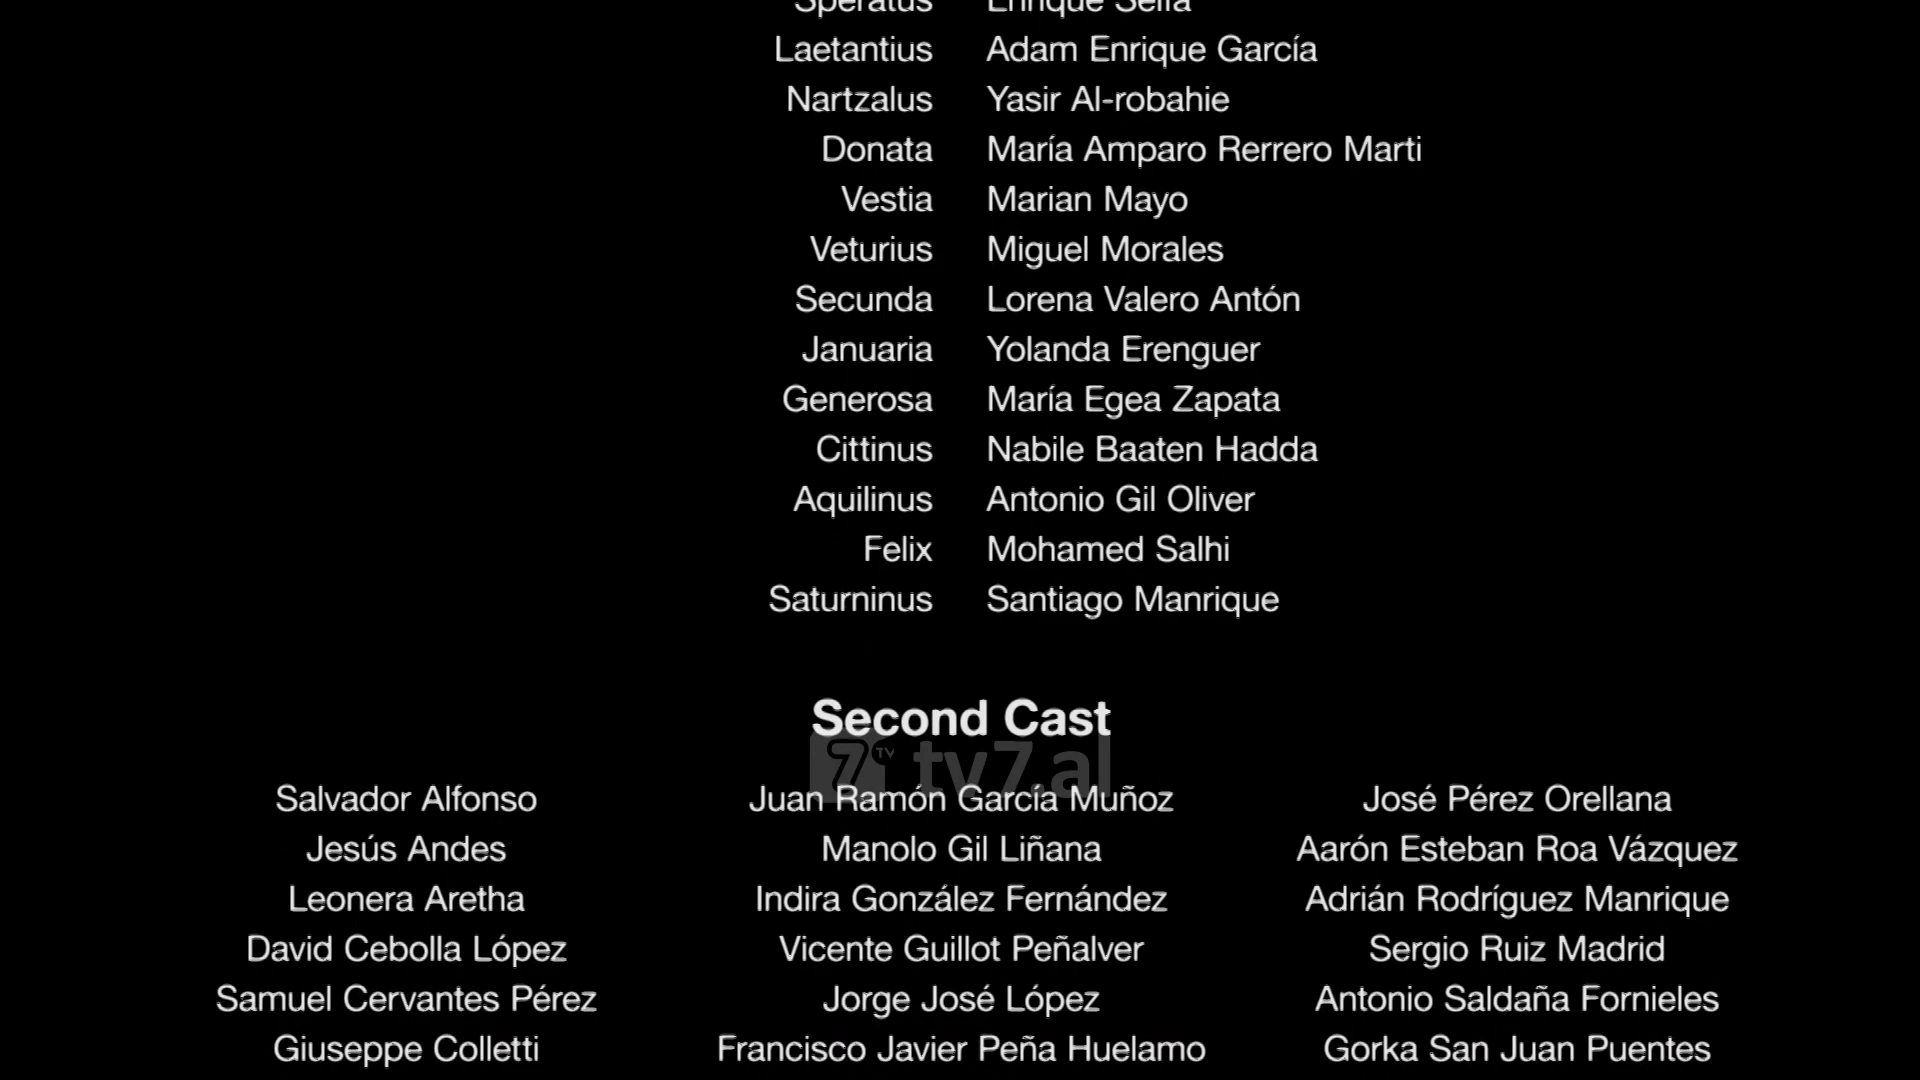 Speratus Enrique Seifa
Laetantius Adam Enrique García
Nartzalus Yasir Al-robahie
Donata María Amparo Rerrero Marti
Vestia Marian Mayo
Veturius Miguel Morales
Secunda Lorena Valero Antón
Januaria Yolanda Erenguer
Generosa María Egea Zapata
Cittinus Nabile Baaten Hadda
Aquilinus Antonio Gil Oliver
Felix Mohamed Salhi
Saturninus Santiago Manrique
Second Cast
7 TV tv7.al
Salvador Alfonso Juan Ramón García Muñoz José Pérez Orellana
Jesús Andes Manolo Gil Liñana Aarón Esteban Roa Vázquez
Leonera Aretha Indira González Fernández Adrián Rodríguez Manrique
David Cebolla López Vicente Guillot Peñalver Sergio Ruiz Madrid
Samuel Cervantes Pérez Jorge José López Antonio Saldaña Fornieles
Giuseppe Colletti Francisco Javier Peña Huelamo Gorka San Juan Puentes